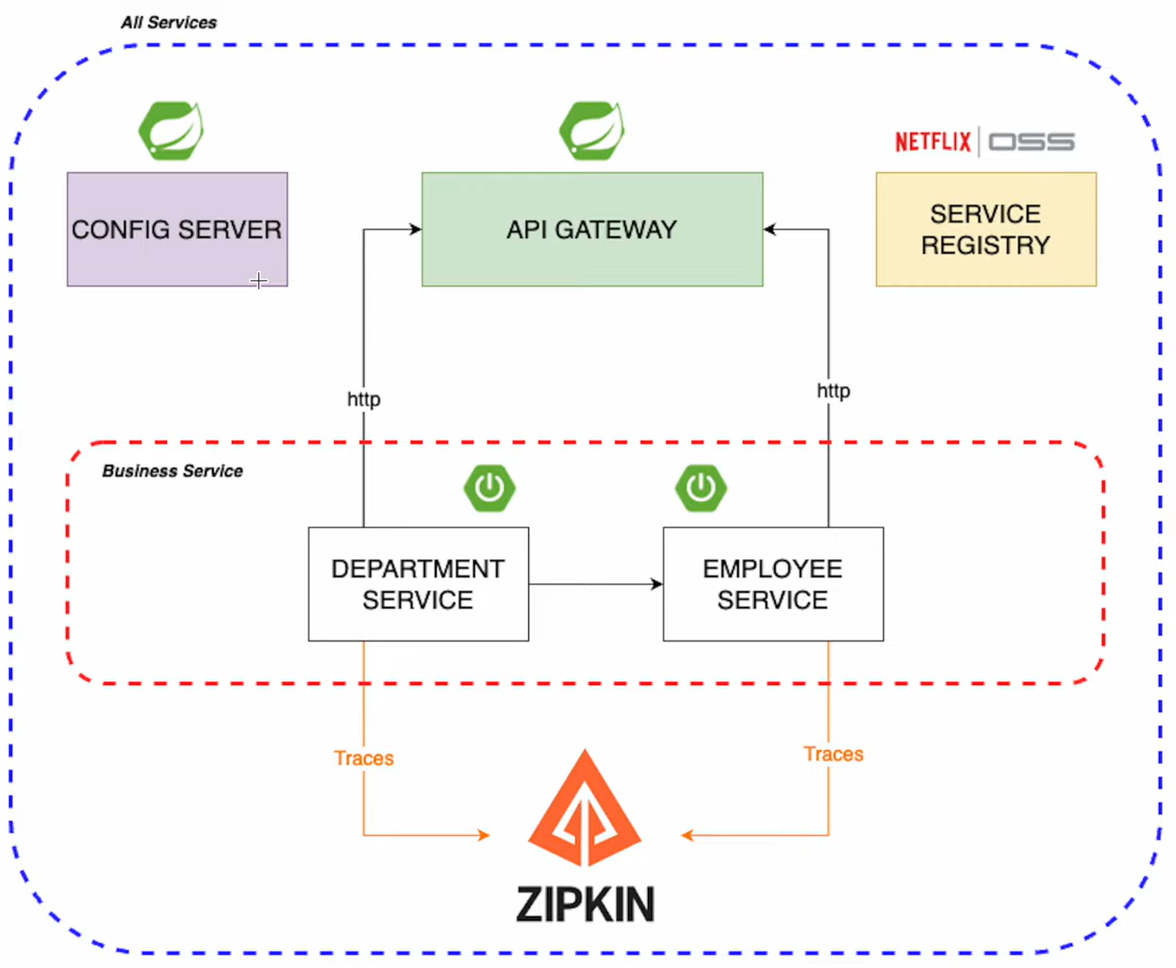 All Services
NETFLIX | OSS
CONFIG SERVER
API GATEWAY
SERVICE
REGISTRY
http
http
Business Service
DEPARTMENT
SERVICE
EMPLOYEE
SERVICE
Traces
Traces
ZIPKIN